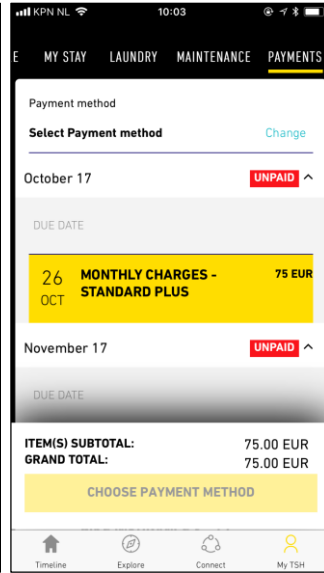 KPN NL 10:03
E MY STAY LAUNDRY MAINTENANCE PAYMENTS
Payment method
Select Payment method Change
October 17 UNPAID
DUE DATE
26 MONTHLY CHARGES - 75 EUR
OCT STANDARD PLUS
November 17 UNPAID
DUE DATE
ITEM(S) SUBTOTAL: 75.00 EUR
GRAND TOTAL: 75.00 EUR
CHOOSE PAYMENT METHOD
Timeline Explore Connect My TSH